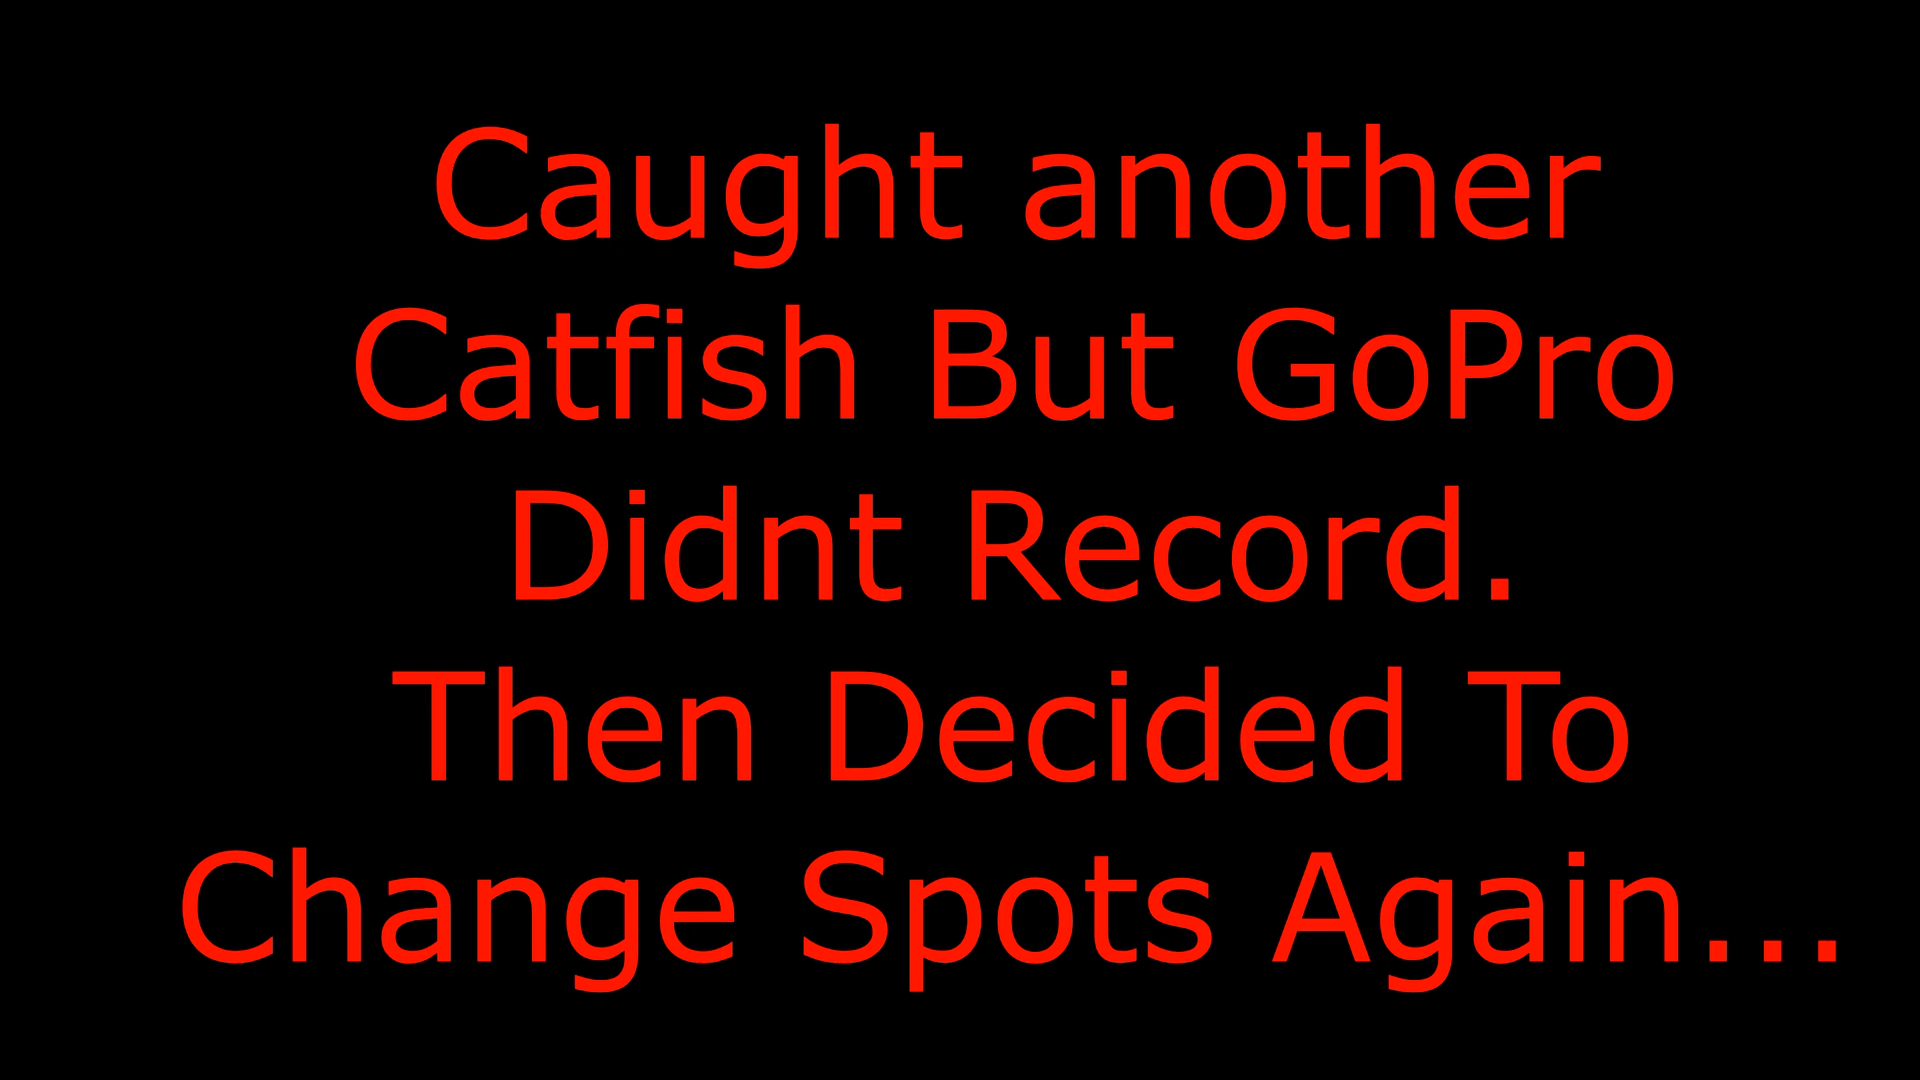 Caught another
Catfish But GoPro
Didnt Record.
Then Decided To
Change Spots Again...